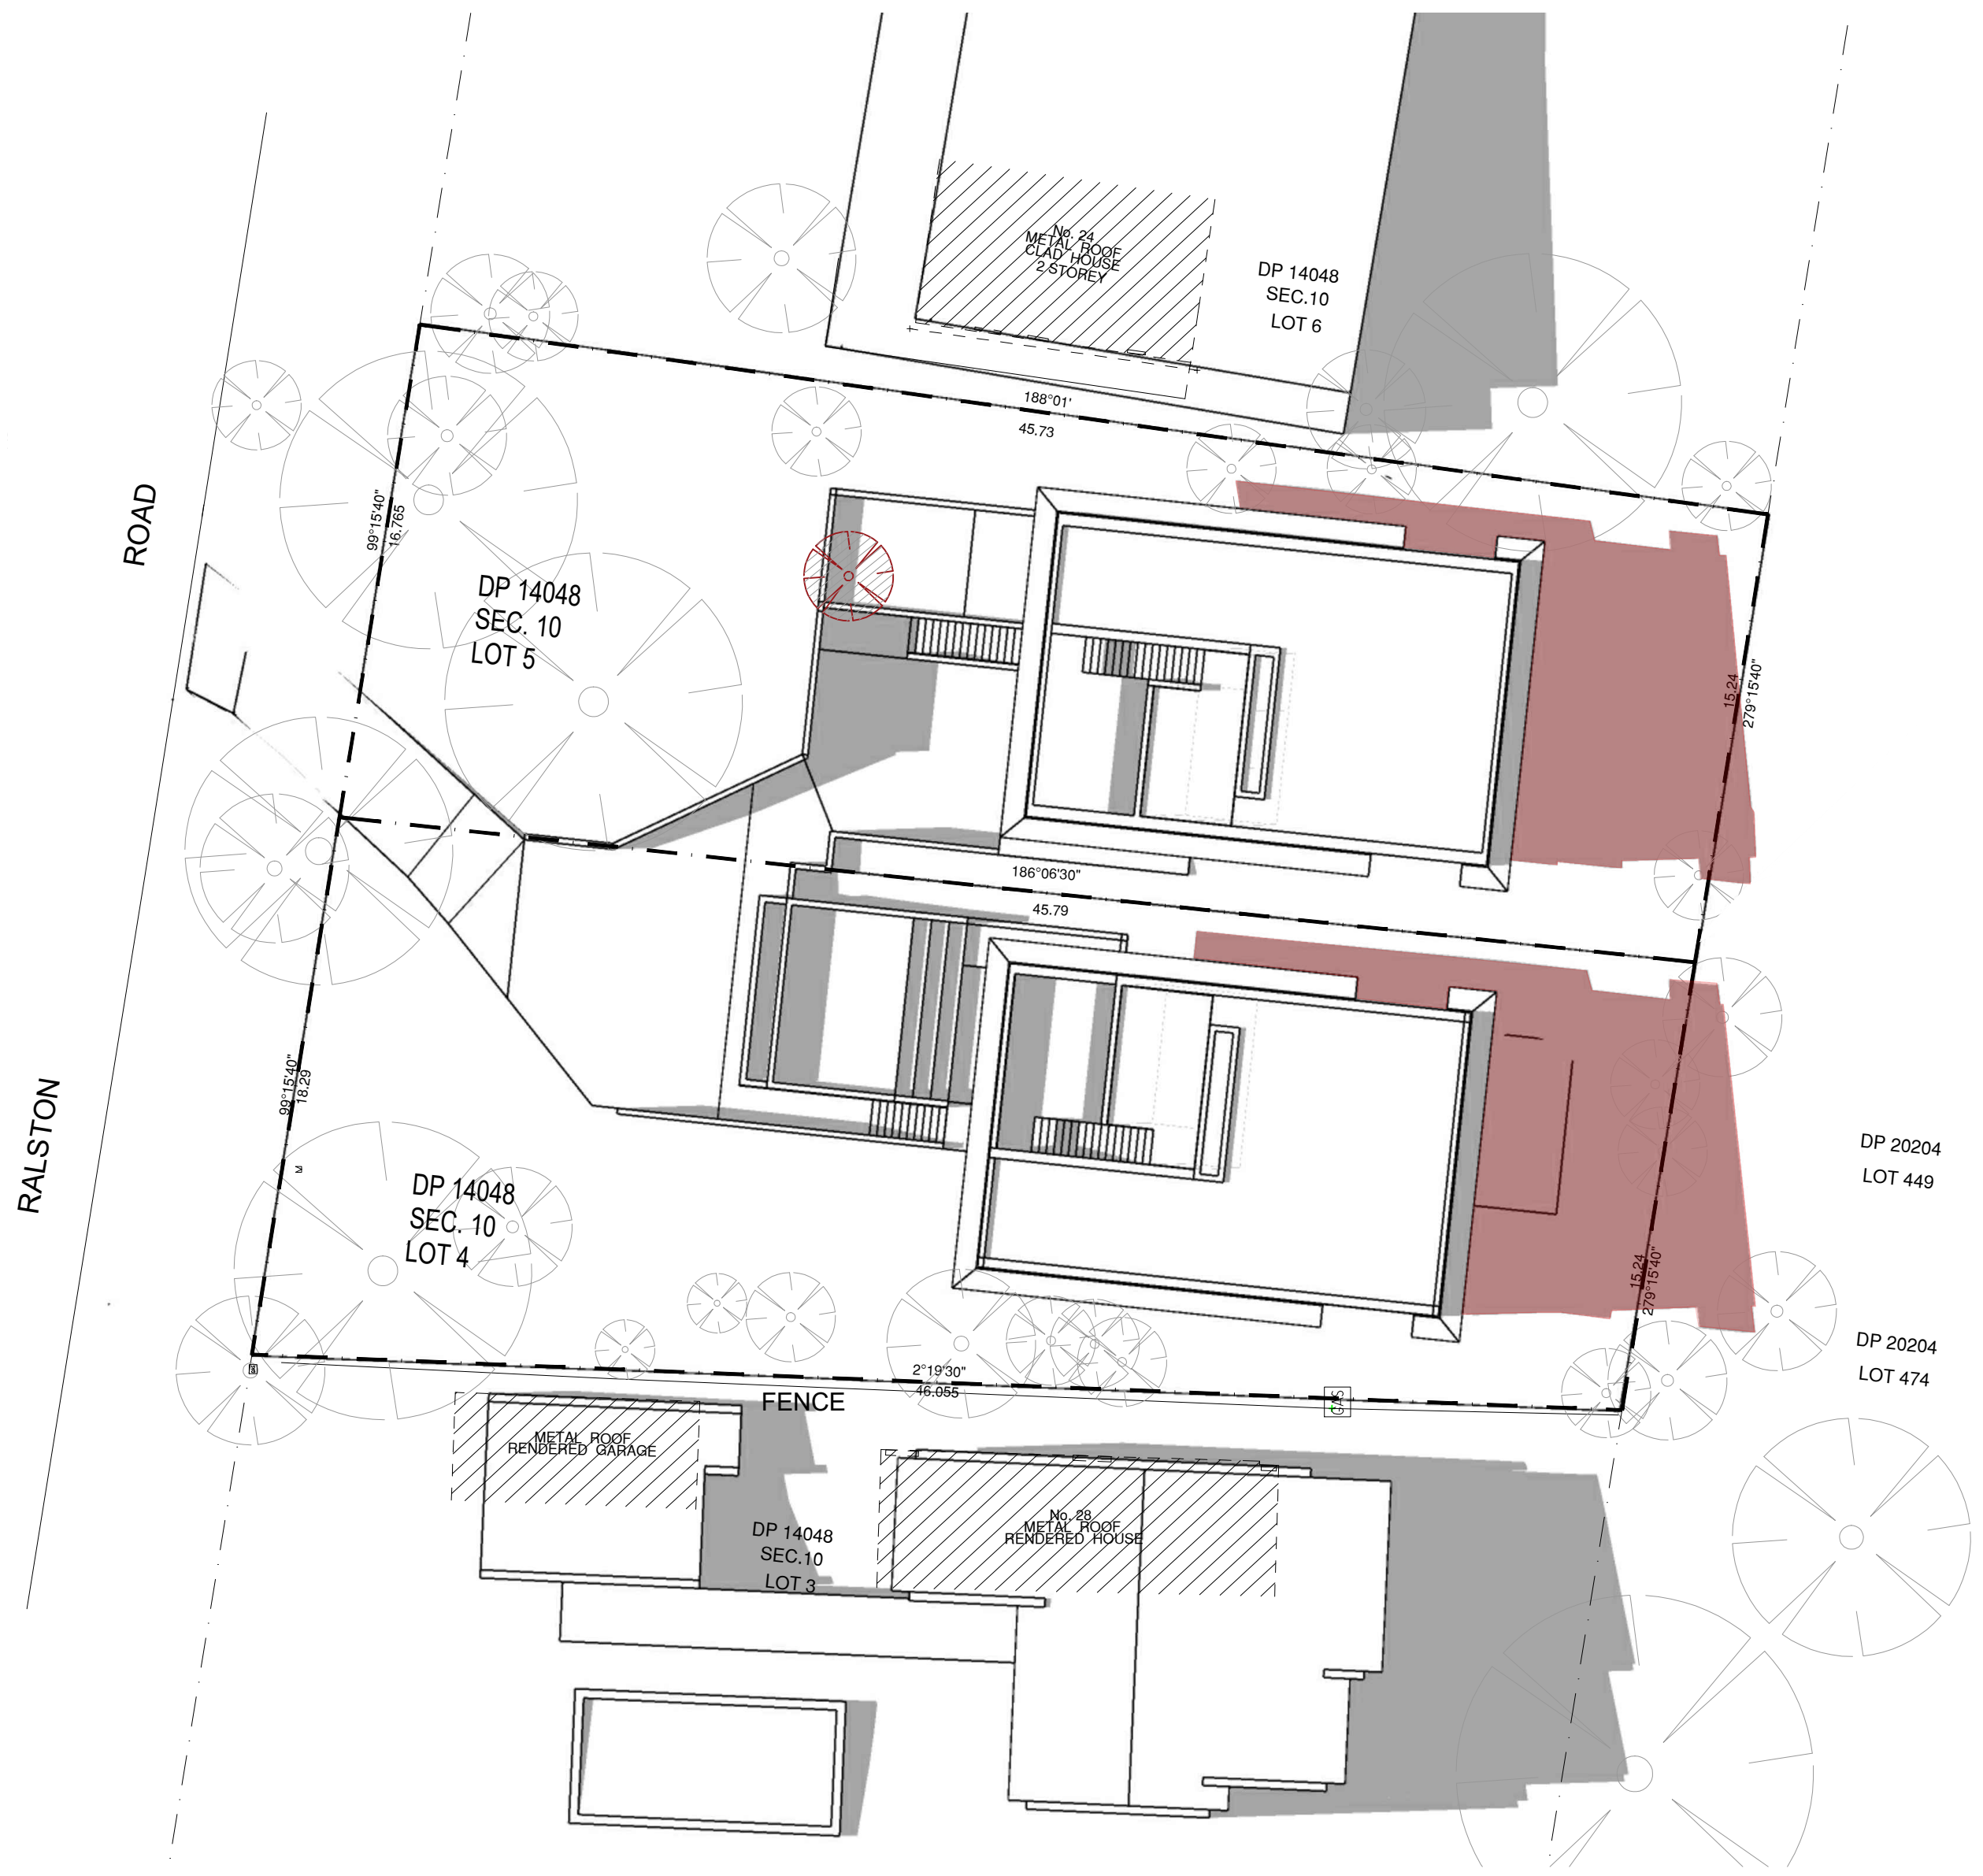 No. 24
METAL ROOF
CLAD HOUSE
2 STOREY
DP 14048
SEC.10
LOT 6
188°01'
45.73
ROAD
99°15'40"
16.765
DP 14048
SEC. 10
LOT 5
15.24
279°15'40"
186°06'30"
45.79
RALSTON
99°15'40"
18.29
DP 14048
SEC. 10
LOT 4
DP 20204
LOT 449
15.24
279°15'40"
DP 20204
LOT 474
2°19'30"
46.055
FENCE
GAS
METAL ROOF
RENDERED GARAGE
No. 28
METAL ROOF
RENDERED HOUSE
DP 14048
SEC.10
LOT 3